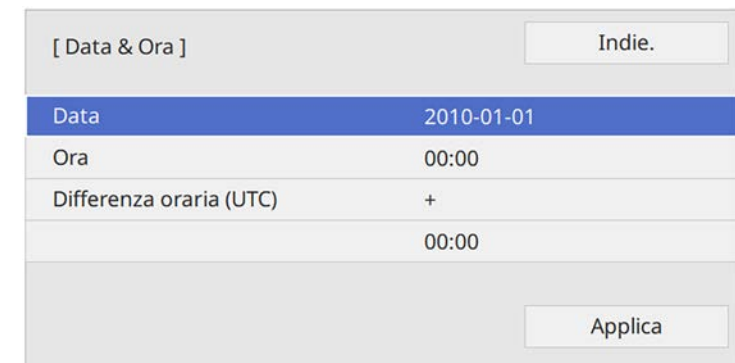 [ Data & Ora ] Indie.
Data 2010-01-01
Ora 00:00
Differenza oraria (UTC) +
00:00
Applica